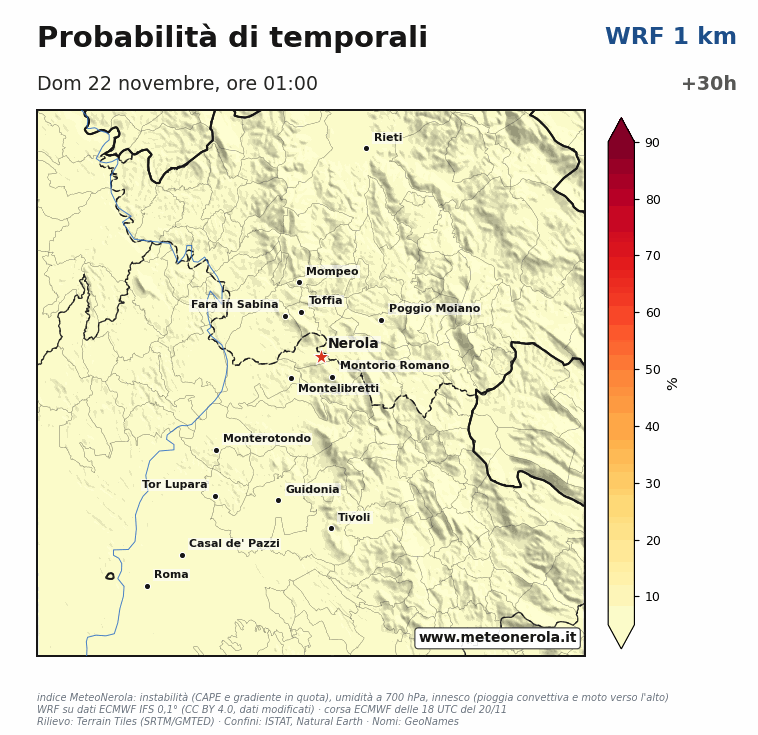 Probabilità di temporali
WRF 1 km
Dom 22 novembre, ore 01:00
+30h
Rieti
Mompeo
Toffia
Fara in Sabina
Poggio Moiano
Nerola
Montorio Romano
Montelibretti
Monterotondo
Tor Lupara
Guidonia
Tivoli
Casal de' Pazzi
Roma
www.meteonerola.it
90
80
70
60
50
40
30
20
10
%
indice MeteoNerola: instabilità (CAPE e gradiente in quota), umidità a 700 hPa, innesco (pioggia convettiva e moto verso l'alto)
WRF su dati ECMWF IFS 0,1° (CC BY 4.0, dati modificati) · corsa ECMWF delle 18 UTC del 20/11
Rilievo: Terrain Tiles (SRTM/GMTED) · Confini: ISTAT, Natural Earth · Nomi: GeoNames